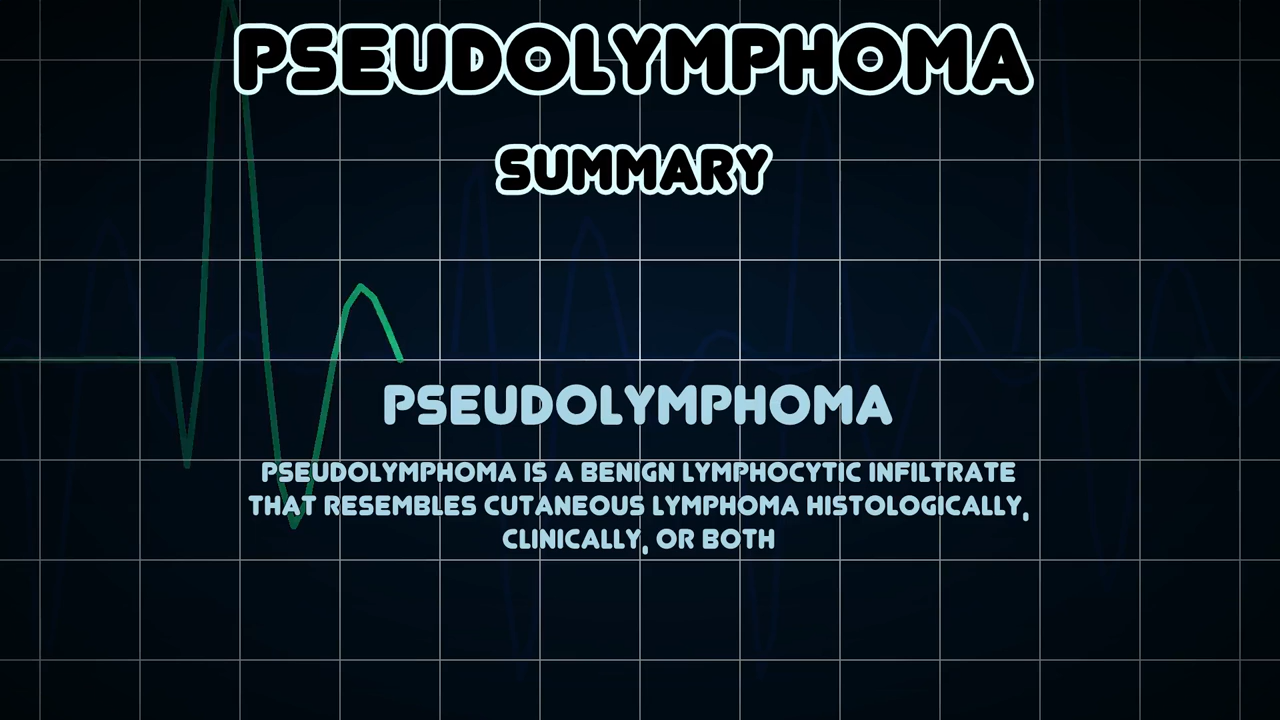 PSEUDOLYMPHOMA
SUMMARY
PSEUDOLYMPHOMA
PSEUDOLYMPHOMA IS A BENIGN LYMPHOCYTIC INFILTRATE
THAT RESEMBLES CUTANEOUS LYMPHOMA HISTOLOGICALLY,
CLINICALLY, OR BOTH